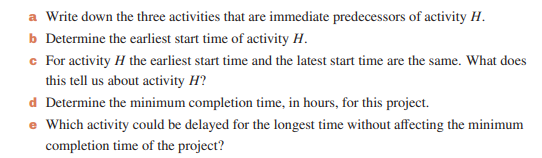 a Write down the three activities that are immediate predecessors of activity H.
b Determine the earliest start time of activity H.
c For activity H the earliest start time and the latest start time are the same. What does
this tell us about activity H?
d Determine the minimum completion time, in hours, for this project.
e Which activity could be delayed for the longest time without affecting the minimum
completion time of the project?